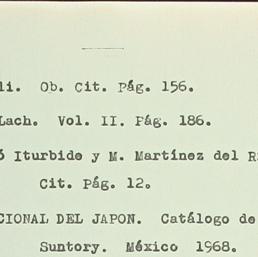 li. Ob. Cit. Pág. 156.
Lach. Vol. II. Pág. 186.
ó Iturbide y M. Martínez del R
Cit. Pág. 12.
CIONAL DEL JAPON. Catálogo de
Suntory. México 1968.